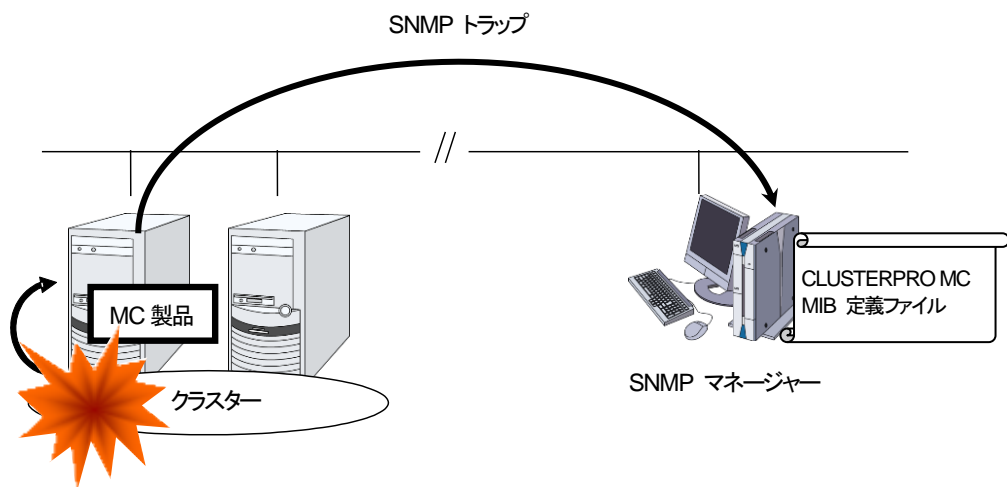 SNMP トラップ
MC 製品
クラスター
CLUSTERPRO MC
MIB 定義ファイル
SNMP マネージャー